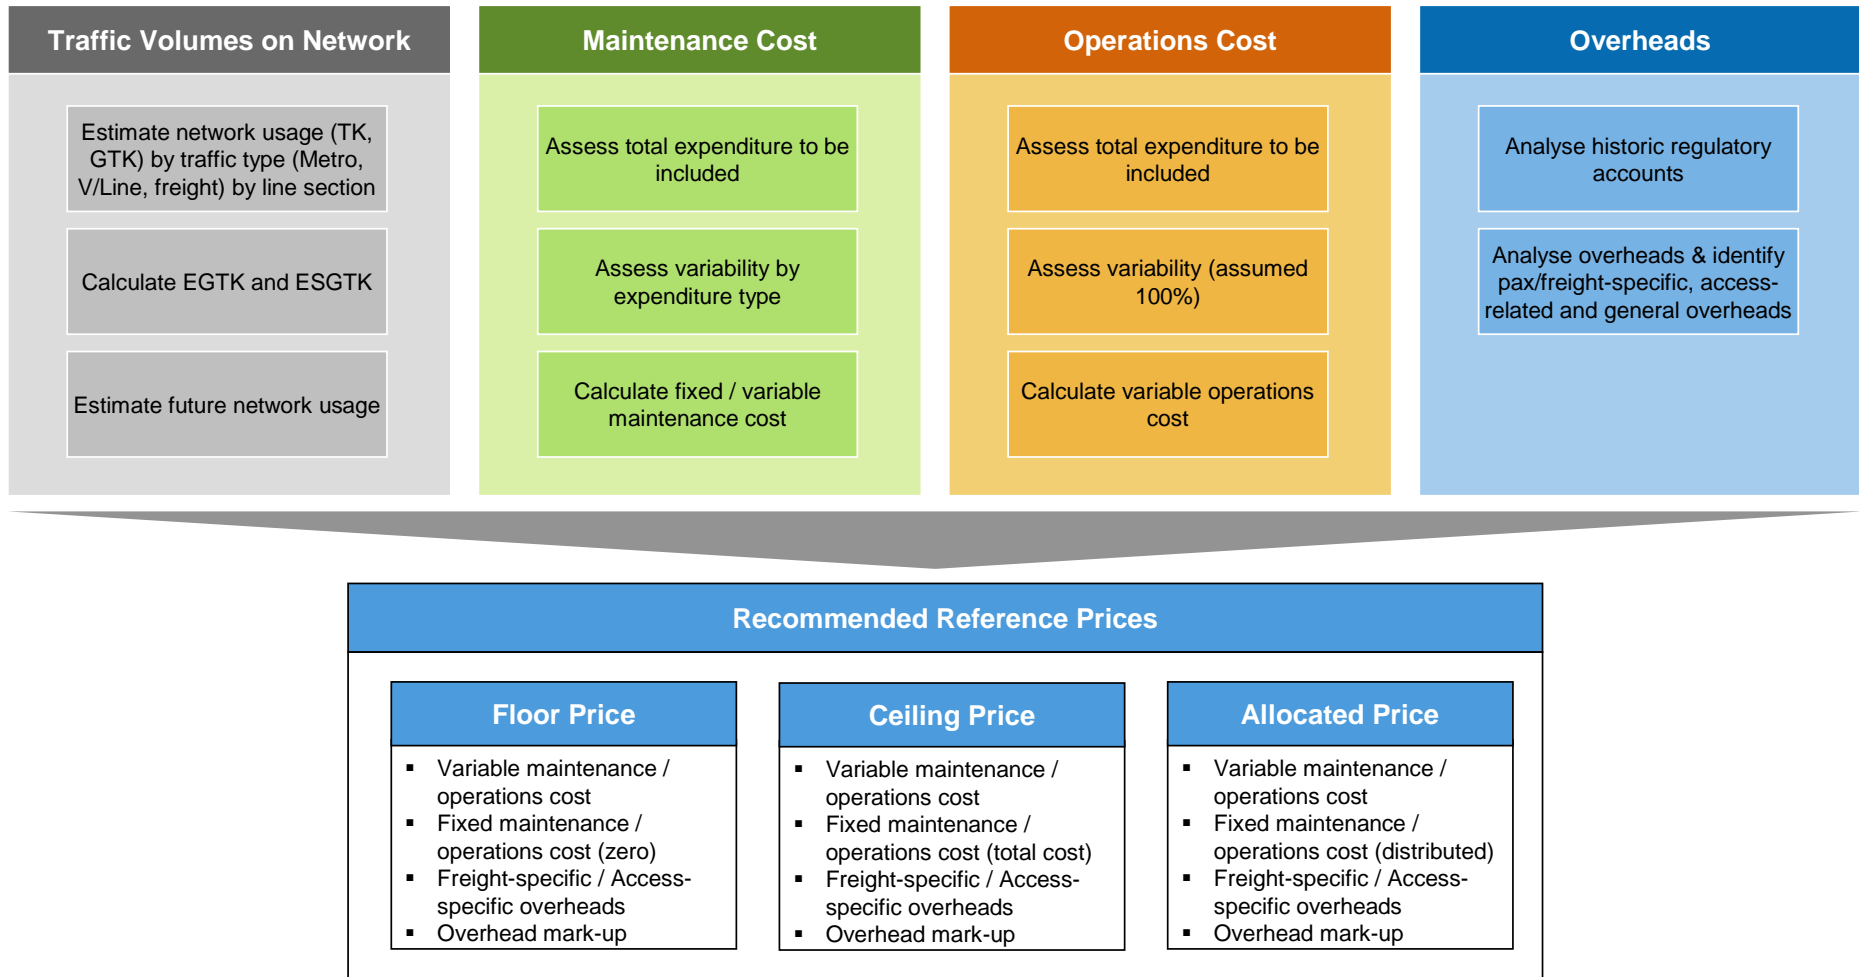 Traffic Volumes on Network
Estimate network usage (TK,
GTK) by traffic type (Metro,
V/Line, freight) by line section
Calculate EGTK and ESGTK
Estimate future network usage
Maintenance Cost
Assess total expenditure to be
included
Assess variability by
expenditure type
Calculate fixed / variable
maintenance cost
Operations Cost
Assess total expenditure to be
included
Assess variability (assumed
100%)
Calculate variable operations
cost
Overheads
Analyse historic regulatory
accounts
Analyse overheads & identify
pax/freight-specific, access-
related and general overheads
Recommended Reference Prices
Floor Price
▪ Variable maintenance /
operations cost
▪ Fixed maintenance /
operations cost (zero)
▪ Freight-specific / Access-
specific overheads
▪ Overhead mark-up
Ceiling Price
▪ Variable maintenance /
operations cost
▪ Fixed maintenance /
operations cost (total cost)
▪ Freight-specific / Access-
specific overheads
▪ Overhead mark-up
Allocated Price
▪ Variable maintenance /
operations cost
▪ Fixed maintenance /
operations cost (distributed)
▪ Freight-specific / Access-
specific overheads
▪ Overhead mark-up